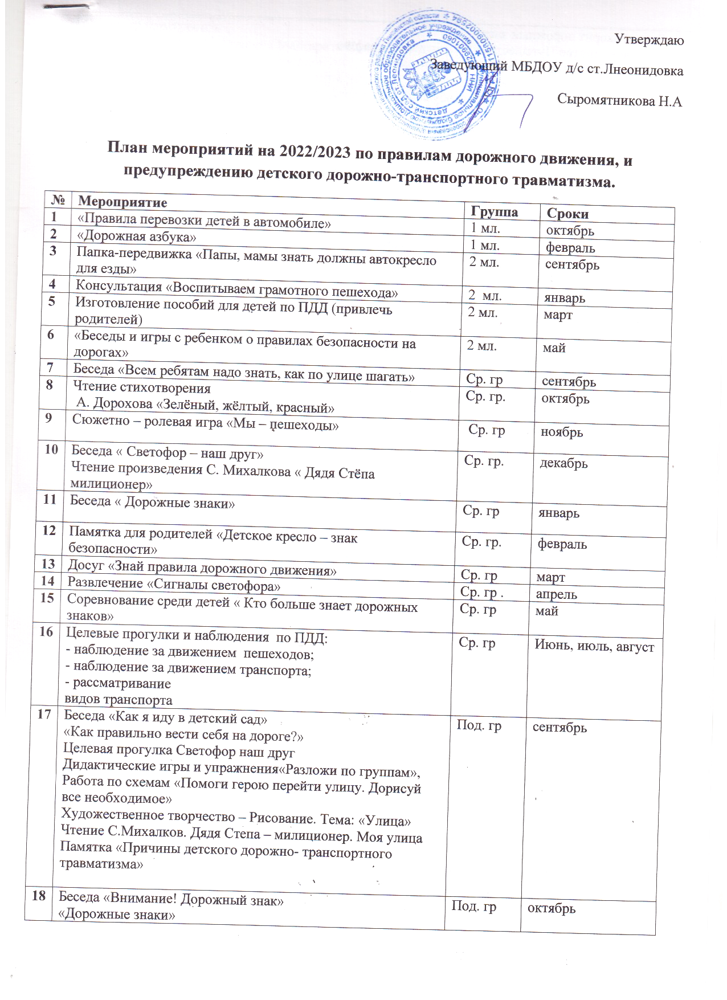 Утверждаю
Заведующий МБДОУ д/с ст.Лнеонидовка
Сыромятникова Н.А
План мероприятий на 2022/2023 по правилам дорожного движения, и
предупреждению детского дорожно-транспортного травматизма.
№ Мероприятие Группа Сроки
1 «Правила перевозки детей в автомобиле» 1 мл. октябрь
2 «Дорожная азбука» 1 мл. февраль
3 Папка-передвижка «Папы, мамы знать должны автокресло 2 мл. сентябрь
для езды»
4 Консультация «Воспитываем грамотного пешехода» 2 мл. январь
5 Изготовление пособий для детей по ПДД (привлечь 2 мл. март
родителей)
6 «Беседы и игры с ребенком о правилах безопасности на 2 мл. май
дорогах»
7 Беседа «Всем ребятам надо знать, как по улице шагать» Ср. гр сентябрь
8 Чтение стихотворения Ср. гр. октябрь
А. Дорохова «Зелёный, жёлтый, красный»
9 Сюжетно – ролевая игра «Мы – пешеходы» Ср. гр ноябрь
10 Беседа « Светофор – наш друг» Ср. гр. декабрь
Чтение произведения С. Михалкова « Дядя Стёпа
милиционер»
11 Беседа « Дорожные знаки» Ср. гр январь
12 Памятка для родителей «Детское кресло – знак Ср. гр. февраль
безопасности»
13 Досуг «Знай правила дорожного движения» Ср. гр март
14 Развлечение «Сигналы светофора» Ср. гр . апрель
15 Соревнование среди детей « Кто больше знает дорожных Ср. гр май
знаков»
16 Целевые прогулки и наблюдения по ПДД: Ср. гр Июнь, июль, август
- наблюдение за движением пешеходов;
- наблюдение за движением транспорта;
- рассматривание
видов транспорта
17 Беседа «Как я иду в детский сад» Под. гр сентябрь
«Как правильно вести себя на дороге?»
Целевая прогулка Светофор наш друг
Дидактические игры и упражнения«Разложи по группам»,
Работа по схемам «Помоги герою перейти улицу. Дорисуй
все необходимое»
Художественное творчество – Рисование. Тема: «Улица»
Чтение С.Михалков. Дядя Степа – милиционер. Моя улица
Памятка «Причины детского дорожно- транспортного
травматизма»
18 Беседа «Внимание! Дорожный знак» Под. гр октябрь
«Дорожные знаки»